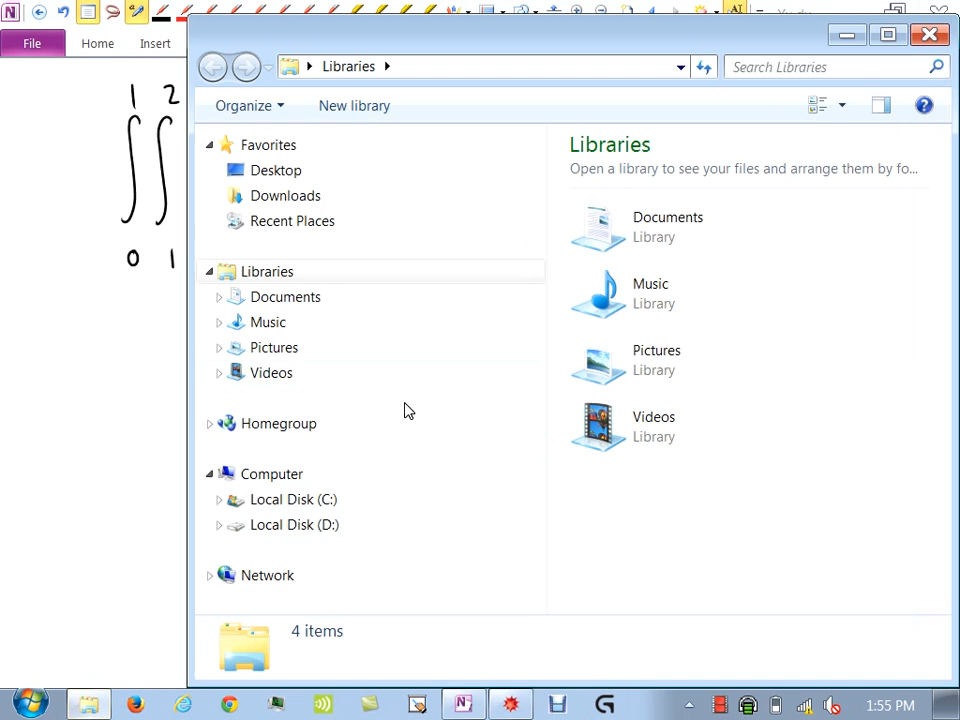 File Home Insert
Libraries
Search Libraries
Organize New library
Favorites
Desktop
Downloads
Recent Places
Libraries
Documents
Music
Pictures
Videos
Homegroup
Computer
Local Disk (C:)
Local Disk (D:)
Network
Libraries
Open a library to see your files and arrange them by fo...
Documents
Library
Music
Library
Pictures
Library
Videos
Library
4 items
1 2
∫ ∫
0 1
1:55 PM